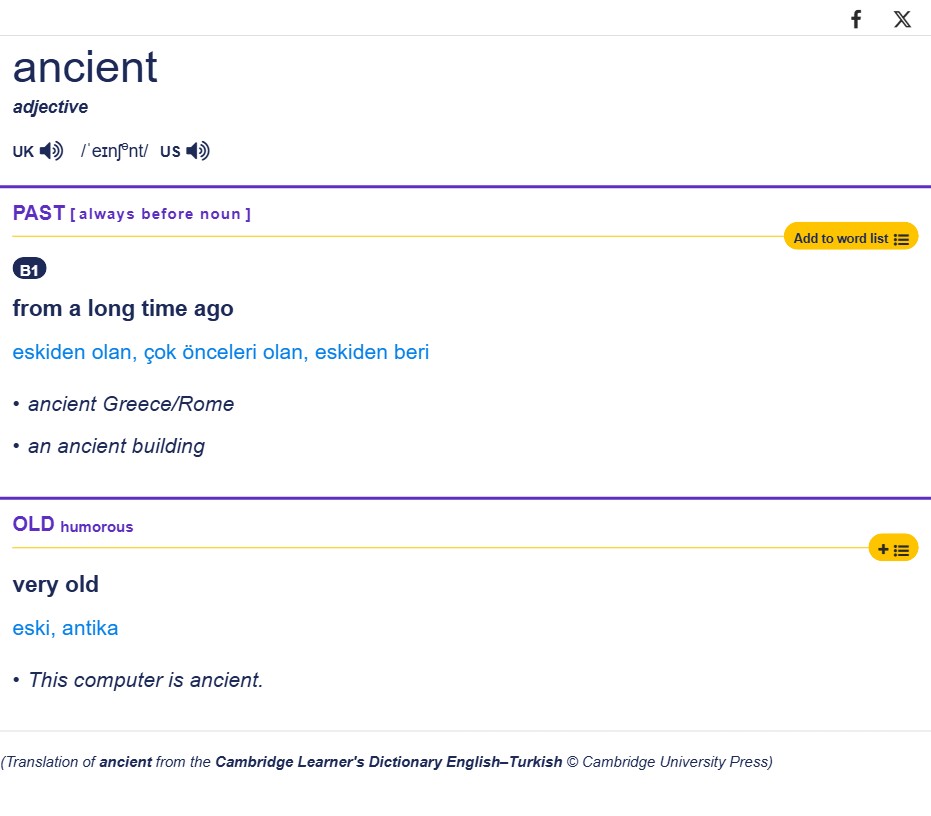 ancient
adjective
UK /ˈeɪnʃᵊnt/ US
PAST [ always before noun ]
Add to word list
B1
from a long time ago
eskiden olan, çok önceleri olan, eskiden beri
• ancient Greece/Rome
• an ancient building
OLD humorous
+
very old
eski, antika
• This computer is ancient.
(Translation of ancient from the Cambridge Learner's Dictionary English–Turkish © Cambridge University Press)